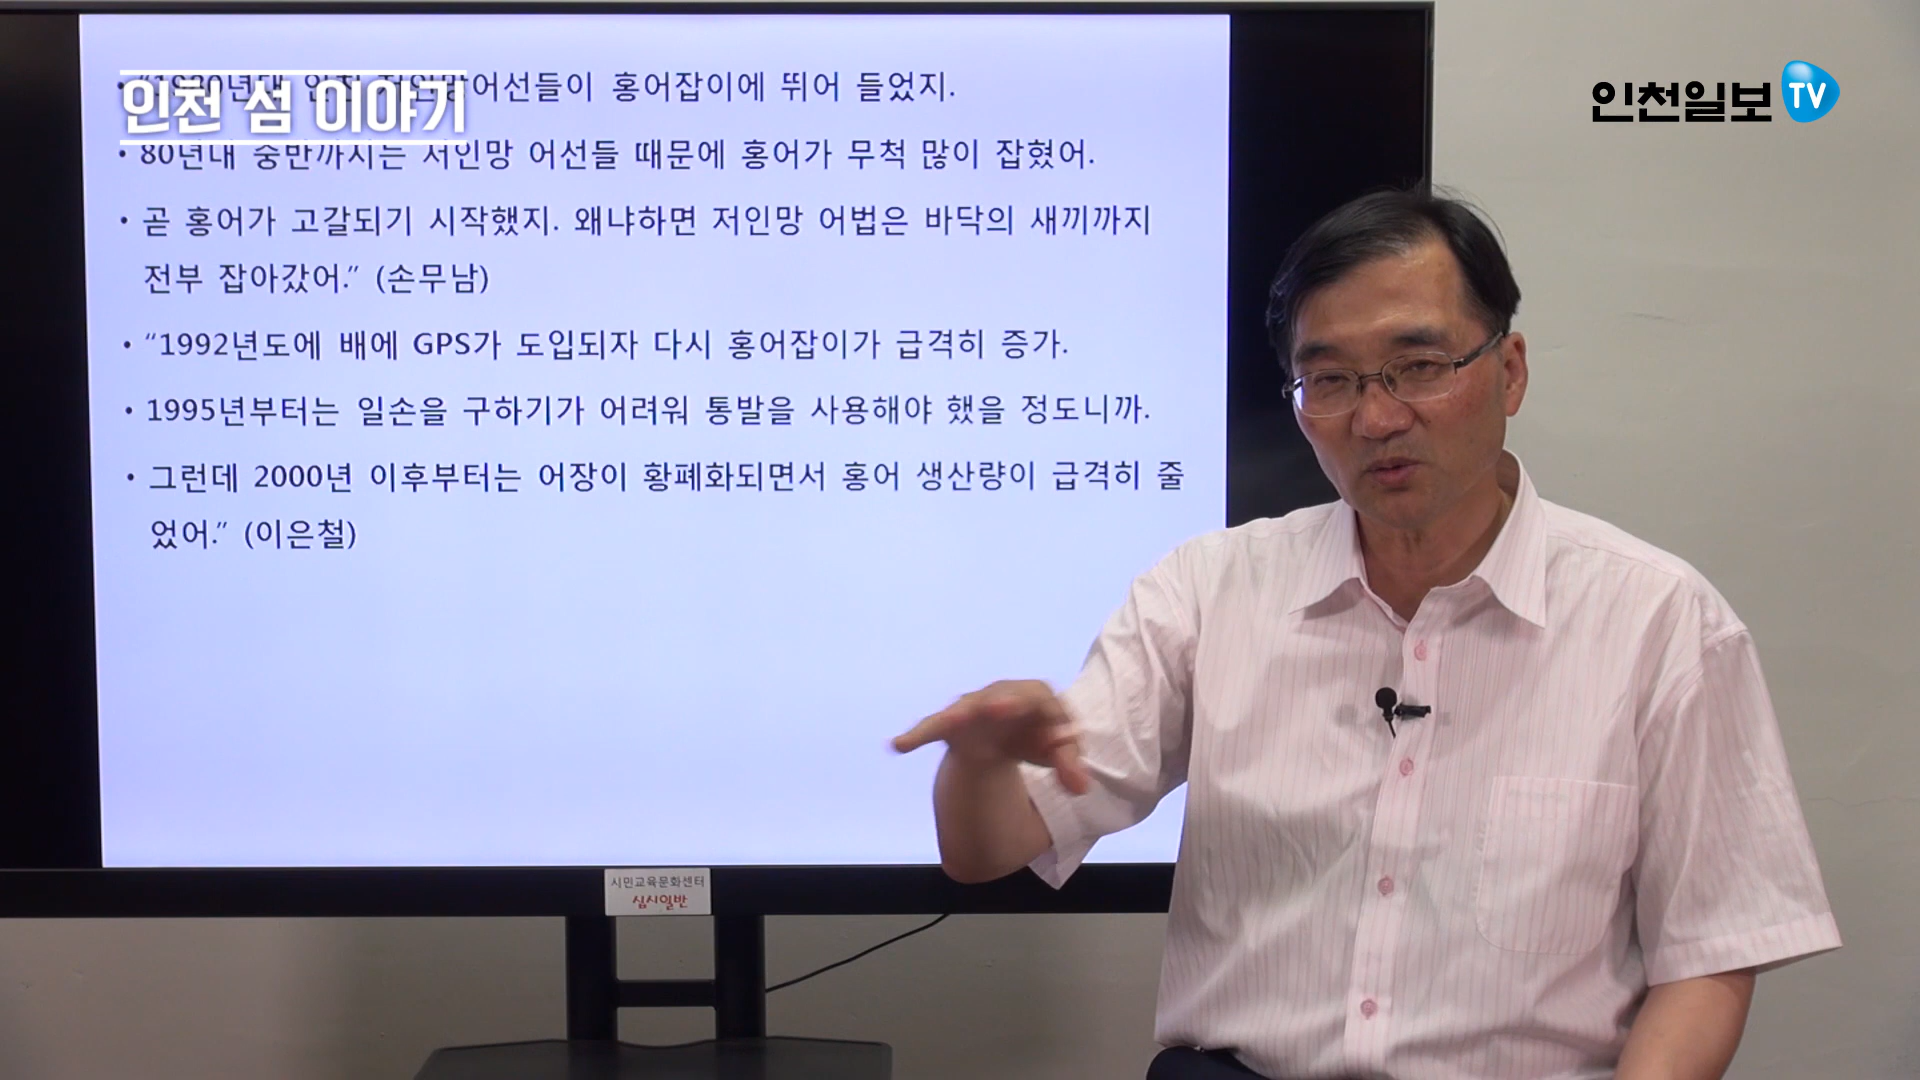 인천 섬 이야기
인천일보 TV
어선들이 홍어잡이에 뛰어 들었지.
• 80년대 중반까지는 저인망 어선들 때문에 홍어가 무척 많이 잡혔어.
• 곧 홍어가 고갈되기 시작했지. 왜냐하면 저인망 어법은 바닥의 새끼까지
전부 잡아갔어.” (손무남)
• “1992년도에 배에 GPS가 도입되자 다시 홍어잡이가 급격히 증가.
• 1995년부터는 일손을 구하기가 어려워 통발을 사용해야 했을 정도니까.
• 그런데 2000년 이후부터는 어장이 황폐화되면서 홍어 생산량이 급격히 줄
었어.” (이은철)
시민교육문화센터